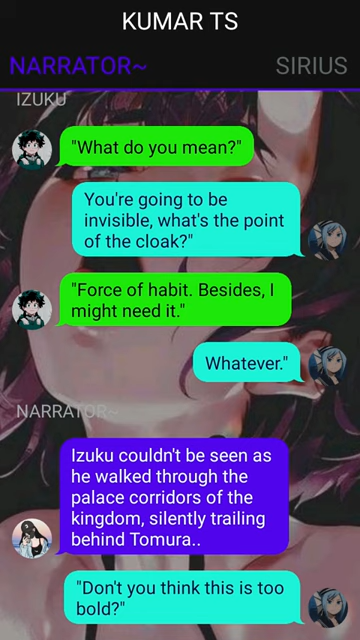 KUMAR TS
NARRATOR~ SIRIUS
IZUKU
"What do you mean?"
You're going to be
invisible, what's the point
of the cloak?"
"Force of habit. Besides, I
might need it."
Whatever."
NARRATOR~
Izuku couldn't be seen as
he walked through the
palace corridors of the
kingdom, silently trailing
behind Tomura..
"Don't you think this is too
bold?"